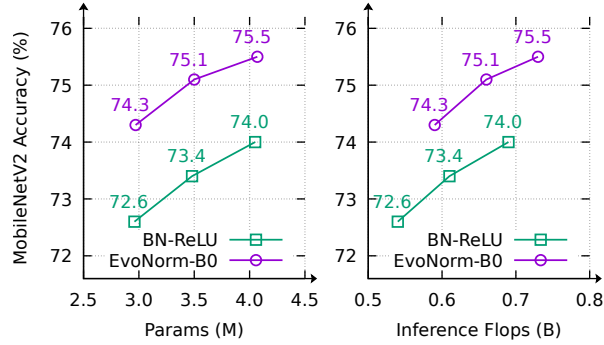 MobileNetV2 Accuracy (%)
76
75
74
73
72
75.5
75.1
74.3
74.0
73.4
72.6
BN-ReLU
EvoNorm-B0
2.5 3.0 3.5 4.0 4.5
Params (M)
76
75
74
73
72
75.5
75.1
74.3
74.0
73.4
72.6
BN-ReLU
EvoNorm-B0
0.5 0.6 0.7 0.8
Inference Flops (B)